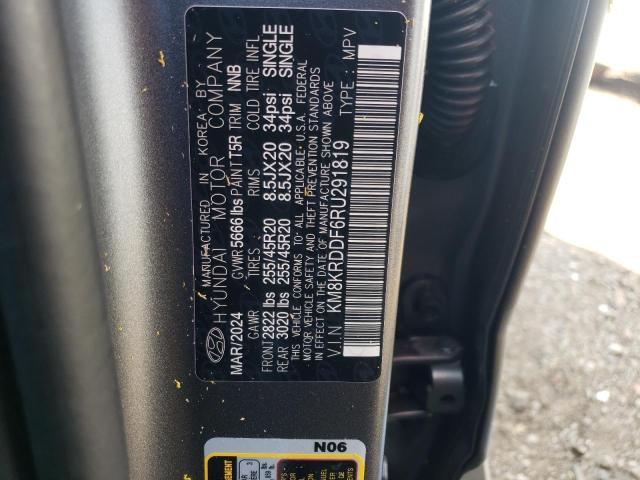 MANUFACTURED IN KOREA BY
HYUNDAI MOTOR COMPANY
MAR/2024 GVWR 5666 lbs PAINT T5R TRIM NNB
GAWR TIRES RIMS COLD TIRE INFL
FRONT 2822 lbs 255/45R20 8.5JX20 34psi SINGLE
REAR 3020 lbs 255/45R20 8.5JX20 34psi SINGLE
THIS VEHICLE CONFORMS TO ALL APPLICABLE U.S.A. FEDERAL
MOTOR VEHICLE SAFETY AND THEFT PREVENTION STANDARDS
IN EFFECT ON THE DATE OF MANUFACTURE SHOWN ABOVE
V.I.N KM8KRDDF6RU291819 TYPE : MPV
N06